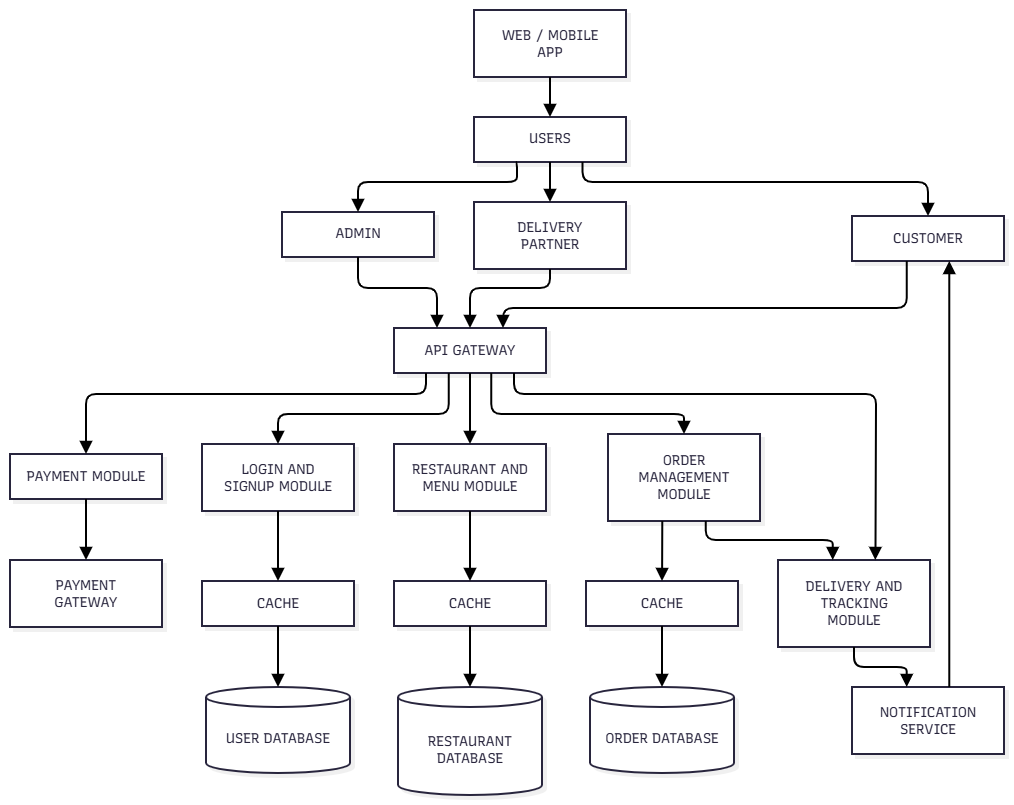 WEB / MOBILE
APP
USERS
ADMIN
DELIVERY
PARTNER
CUSTOMER
API GATEWAY
PAYMENT MODULE
LOGIN AND
SIGNUP MODULE
RESTAURANT AND
MENU MODULE
ORDER
MANAGEMENT
MODULE
PAYMENT
GATEWAY
CACHE
CACHE
CACHE
DELIVERY AND
TRACKING
MODULE
USER DATABASE
RESTAURANT
DATABASE
ORDER DATABASE
NOTIFICATION
SERVICE